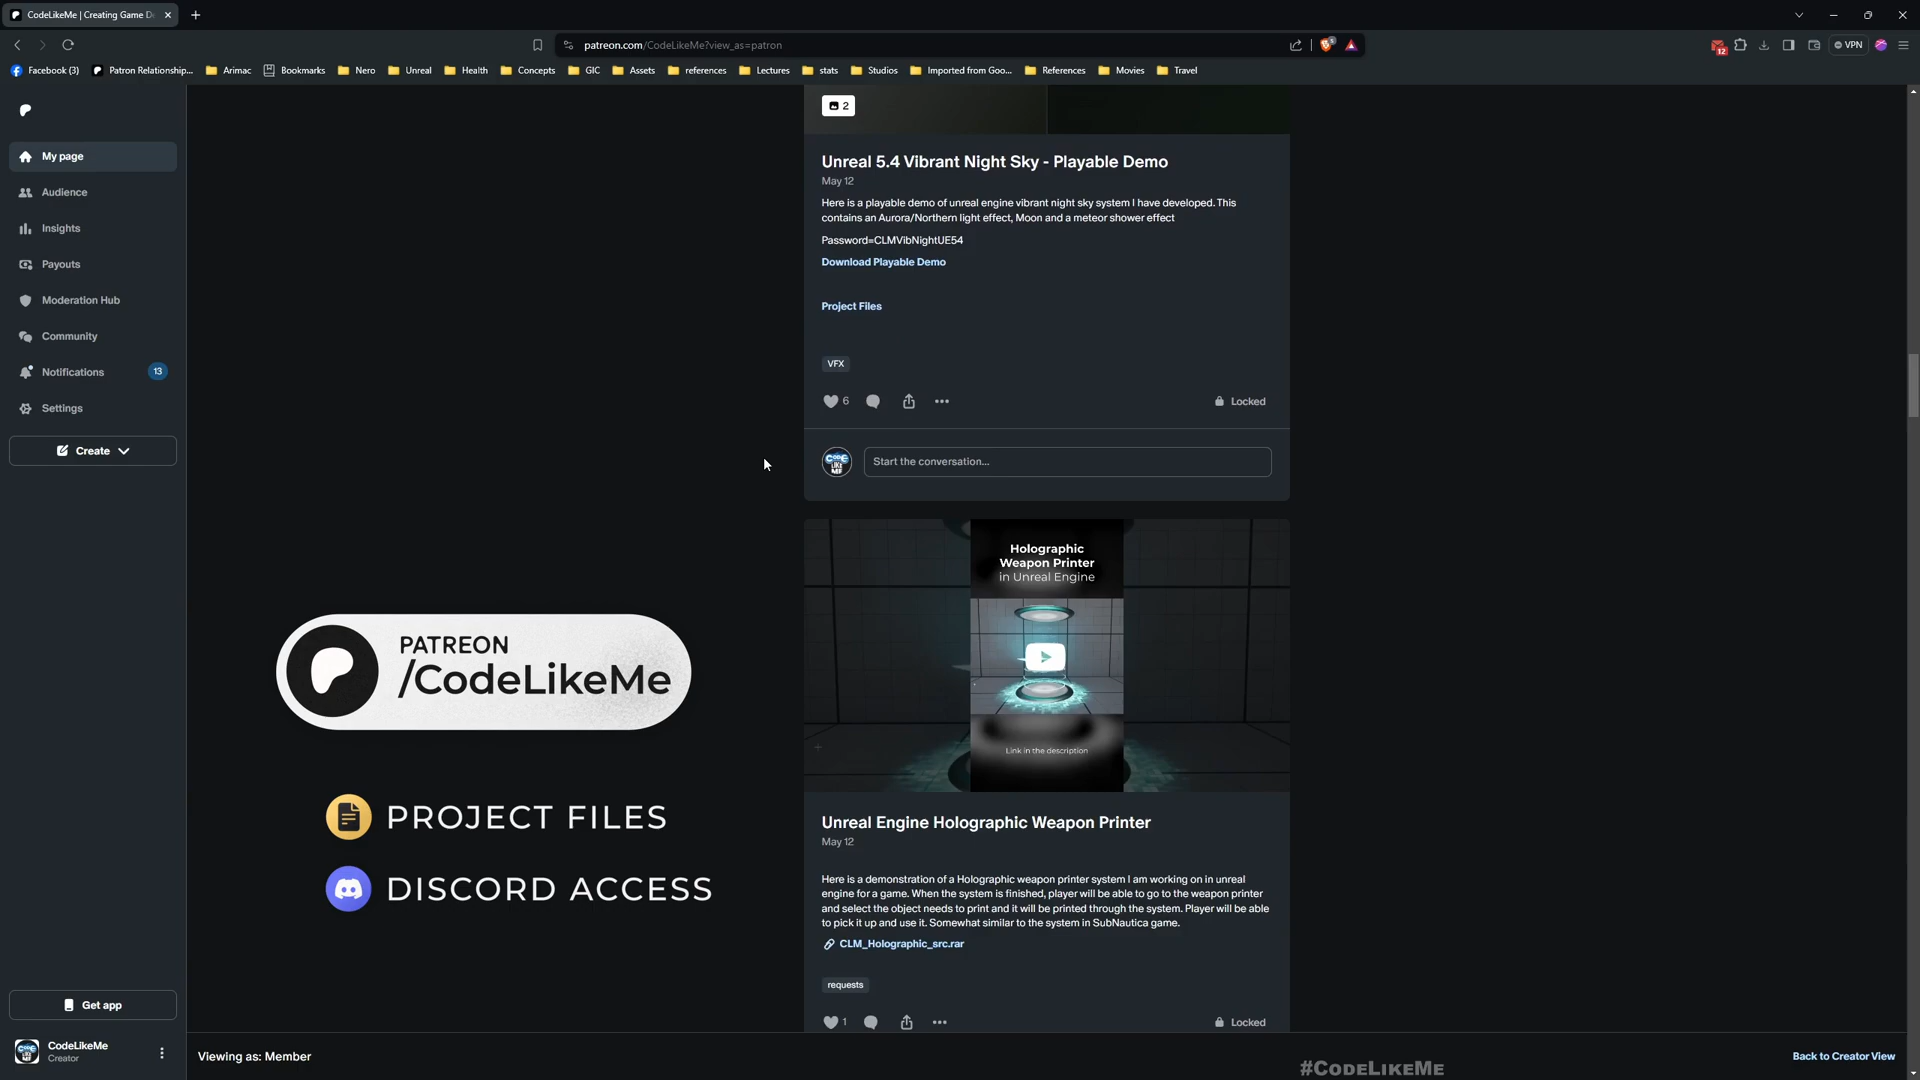 CodeLikeMe | Creating Game D
patreon.com/CodeLikeMe?view_as=patron
5
12
VPN
Facebook (3)
Patron Relationship...
Arimac
Bookmarks
Nero
Unreal
Health
Concepts
GIC
Assets
references
Lectures
stats
Studios
Imported from Goo...
References
Movies
Travel
My page
Audience
Insights
Payouts
Moderation Hub
Community
Notifications
13
Settings
Create
2
Unreal 5.4 Vibrant Night Sky - Playable Demo
May 12
Here is a playable demo of unreal engine vibrant night sky system I have developed. This
contains an Aurora/Northern light effect, Moon and a meteor shower effect
Password=CLMVibNightUE54
Download Playable Demo
Project Files
VFX
6
Locked
CODE
LIKE
ME
Start the conversation...
Holographic
Weapon Printer
in Unreal Engine
Link in the description
PATREON
/CodeLikeMe
PROJECT FILES
DISCORD ACCESS
Unreal Engine Holographic Weapon Printer
May 12
Here is a demonstration of a Holographic weapon printer system I am working on in unreal
engine for a game. When the system is finished, player will be able to go to the weapon printer
and select the object needs to print and it will be printed through the system. Player will be able
to pick it up and use it. Somewhat similar to the system in SubNautica game.
CLM_Holographic_src.rar
requests
1
Locked
Get app
CodeLikeMe
Creator
Viewing as: Member
#CodeLikeMe
Back to Creator View